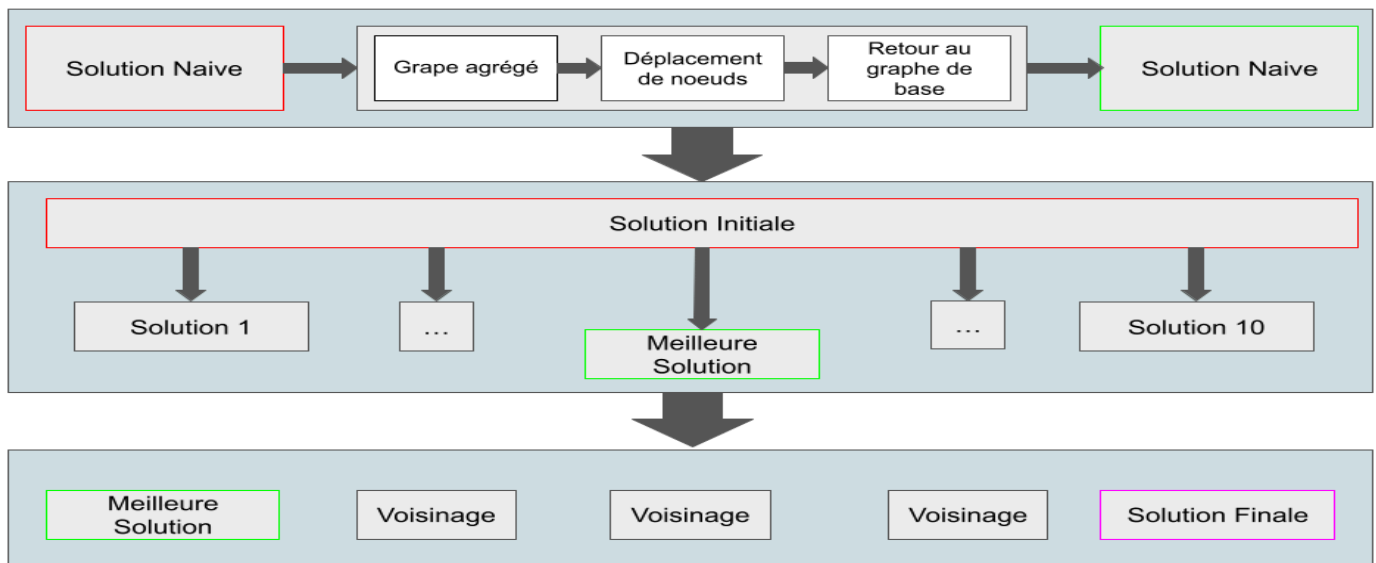 Solution Naive
Grape agrégé
Déplacement
de noeuds
Retour au
graphe de
base
Solution Naive
Solution Initiale
Solution 1
...
Meilleure
Solution
...
Solution 10
Meilleure
Solution
Voisinage
Voisinage
Voisinage
Solution Finale